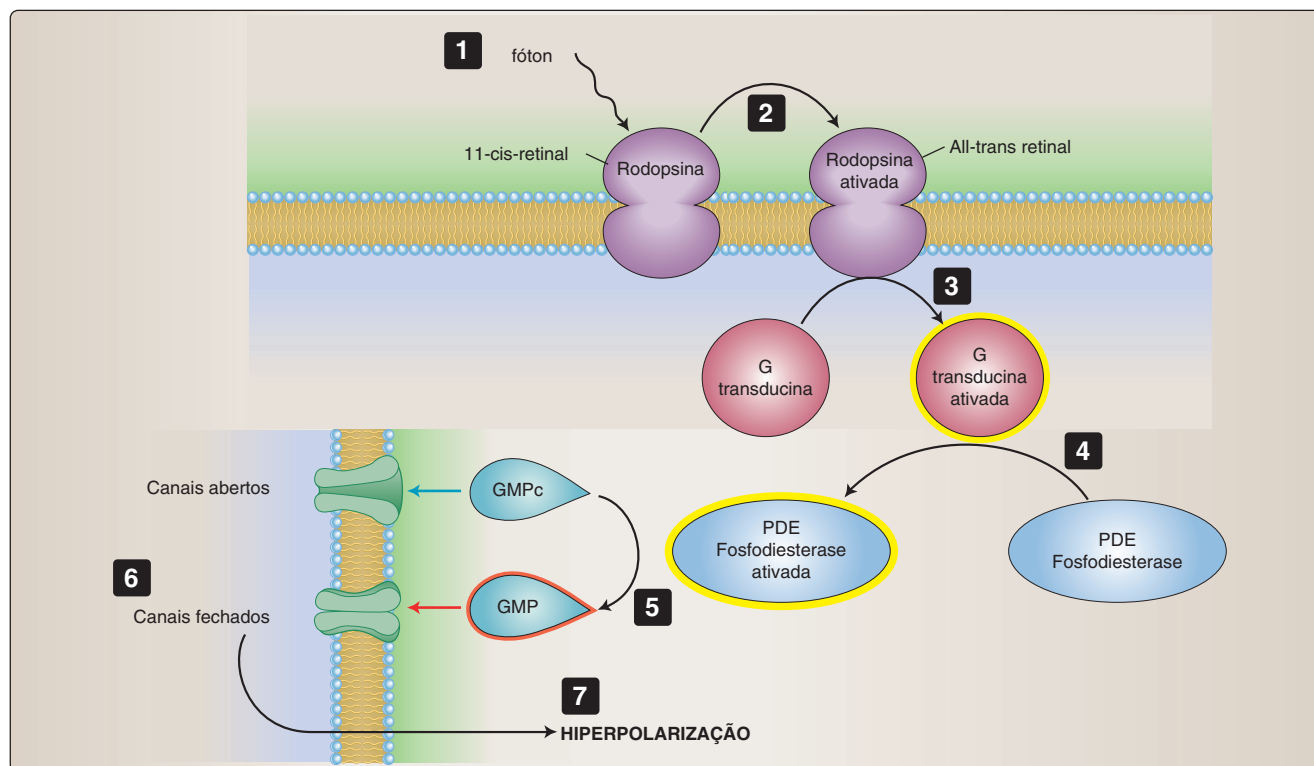 1
fóton
2
11-cis-retinal
Rodopsina
Rodopsina
ativada
All-trans retinal
3
G
transducina
G
transducina
ativada
4
PDE
Fosfodiesterase
ativada
PDE
Fosfodiesterase
Canais abertos
GMPc
5
GMP
6
Canais fechados
7
HIPERPOLARIZAÇÃO